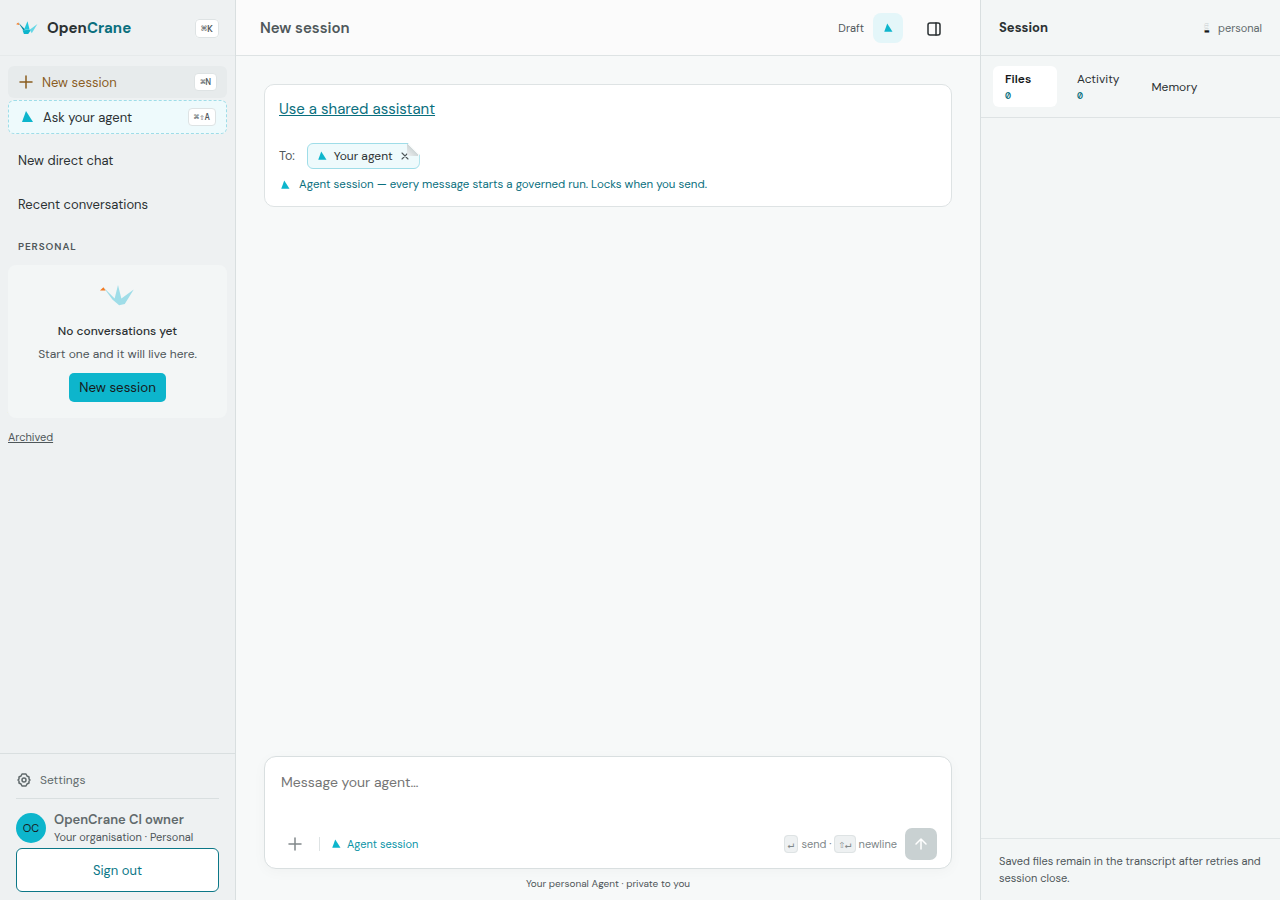 OpenCrane
⌘K
New session
⌘N
Ask your agent
⌘⇧A
New direct chat
Recent conversations
PERSONAL
No conversations yet
Start one and it will live here.
New session
Archived
Settings
OC
OpenCrane CI owner
Your organisation · Personal
Sign out
New session
Draft
Use a shared assistant
To:
Your agent ×
Agent session — every message starts a governed run. Locks when you send.
Message your agent…
Agent session
↵ send · ⇧↵ newline
Your personal Agent · private to you
Session
personal
Files
0
Activity
0
Memory
Saved files remain in the transcript after retries and
session close.